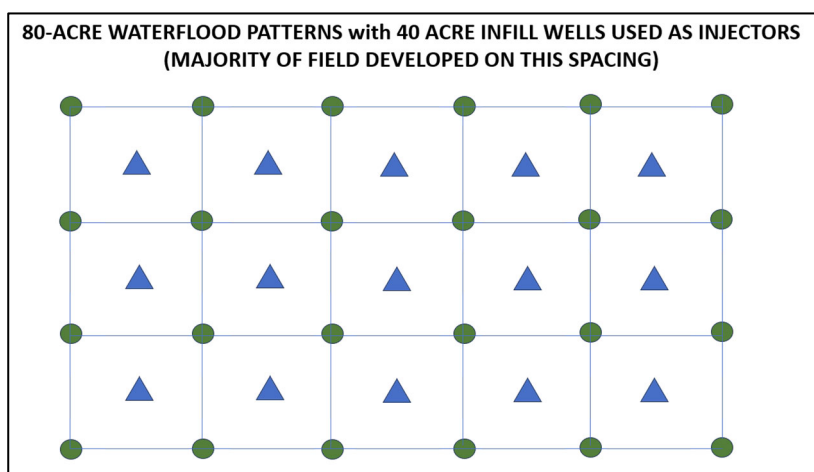 80-ACRE WATERFLOOD PATTERNS with 40 ACRE INFILL WELLS USED AS INJECTORS
(MAJORITY OF FIELD DEVELOPED ON THIS SPACING)